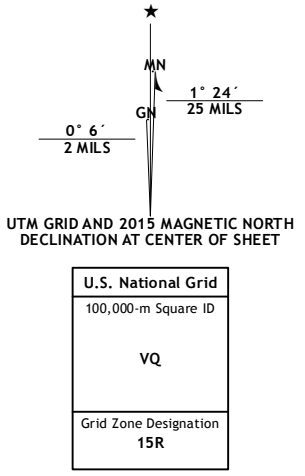 ★
MN
1° 24´
25 MILS
GN
0° 6´
2 MILS
UTM GRID AND 2015 MAGNETIC NORTH
DECLINATION AT CENTER OF SHEET
U.S. National Grid
100,000-m Square ID
VQ
Grid Zone Designation
15R